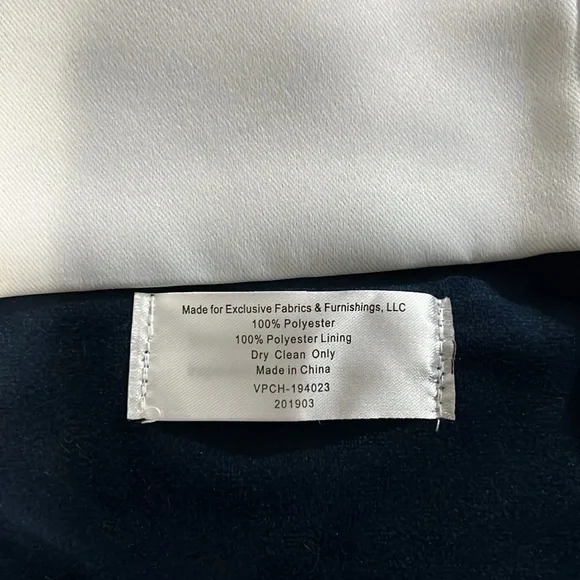 Made for Exclusive Fabrics & Furnishings, LLC
100% Polyester
100% Polyester Lining
Dry Clean Only
Made in China
VPCH-194023
201903